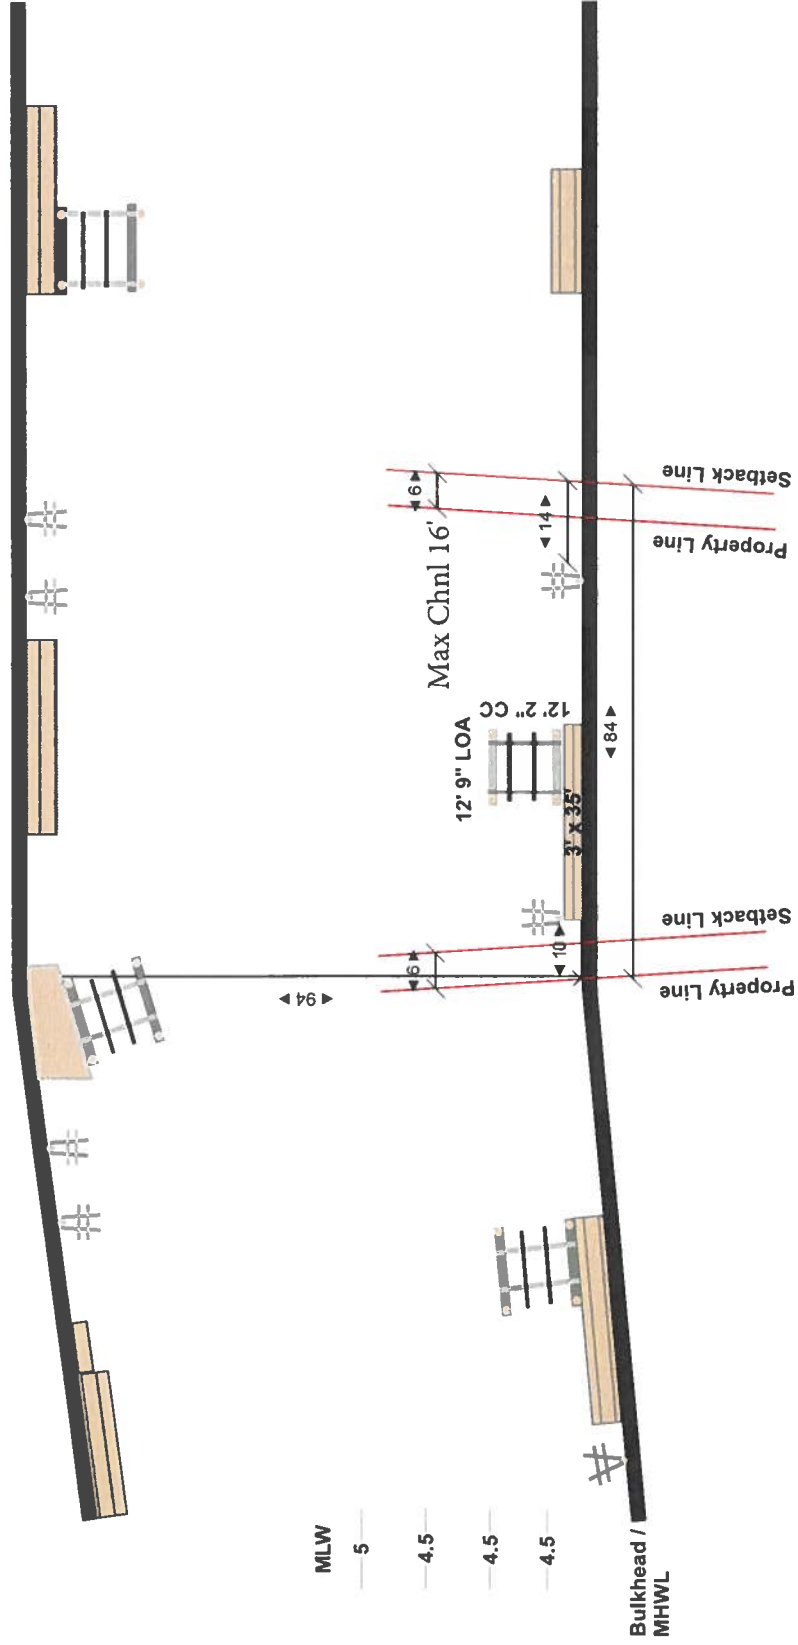 Setback Line
Property Line
6
14
Max Chnl 16'
12' 2" CC
12' 9" LOA
84
3' x 35'
Setback Line
Property Line
6
10
94
MLW
5
4.5
4.5
4.5
Bulkhead /
MHWL